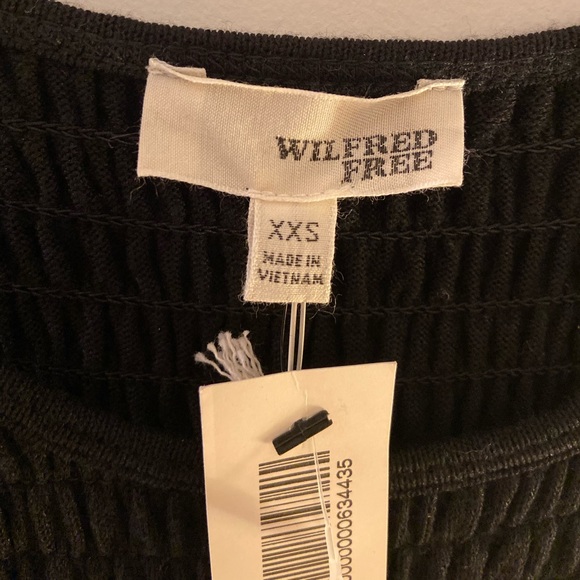 WILFRED
FREE
XXS
MADE IN
VIETNAM
000000634435